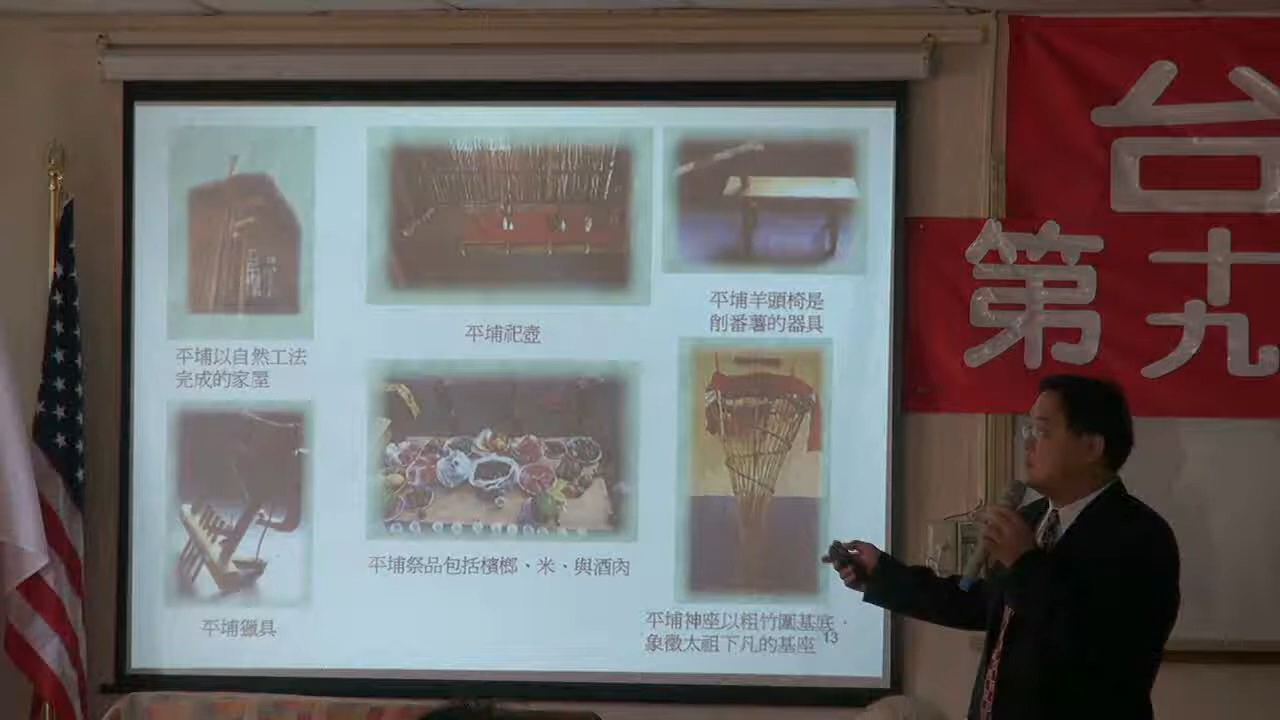 平埔以自然工法
完成的家屋
平埔祀壺
平埔羊頭椅是
削番薯的器具
平埔獵具
平埔祭品包括檳榔、米、與酒肉
平埔神座以粗竹圍基底，
象徵太祖下凡的基座
13
台
第十九